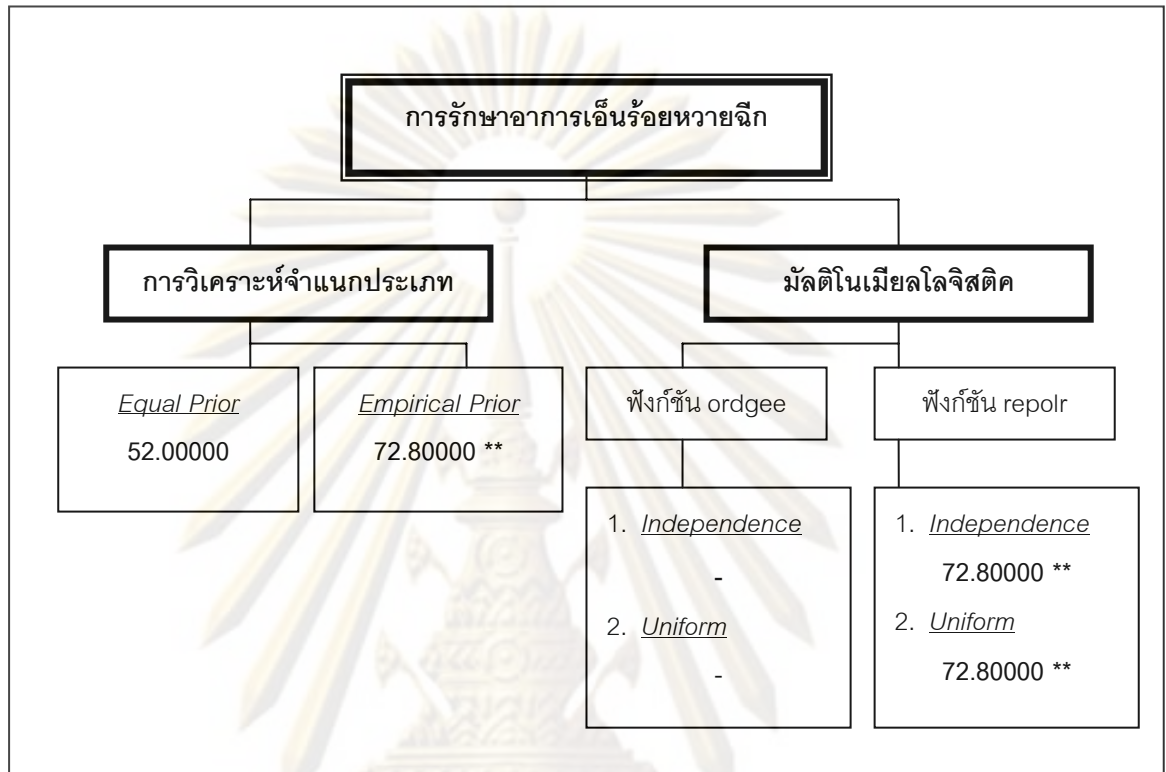 การรักษาอาการเอ็นร้อยหวายฉีก
การวิเคราะห์จำแนกประเภท
มัลติโนเมียลโลจิสติค
Equal Prior
52.00000
Empirical Prior
72.80000 **
ฟังก์ชัน ordgee
ฟังก์ชัน repolr
1. Independence
-
2. Uniform
-
1. Independence
72.80000 **
2. Uniform
72.80000 **